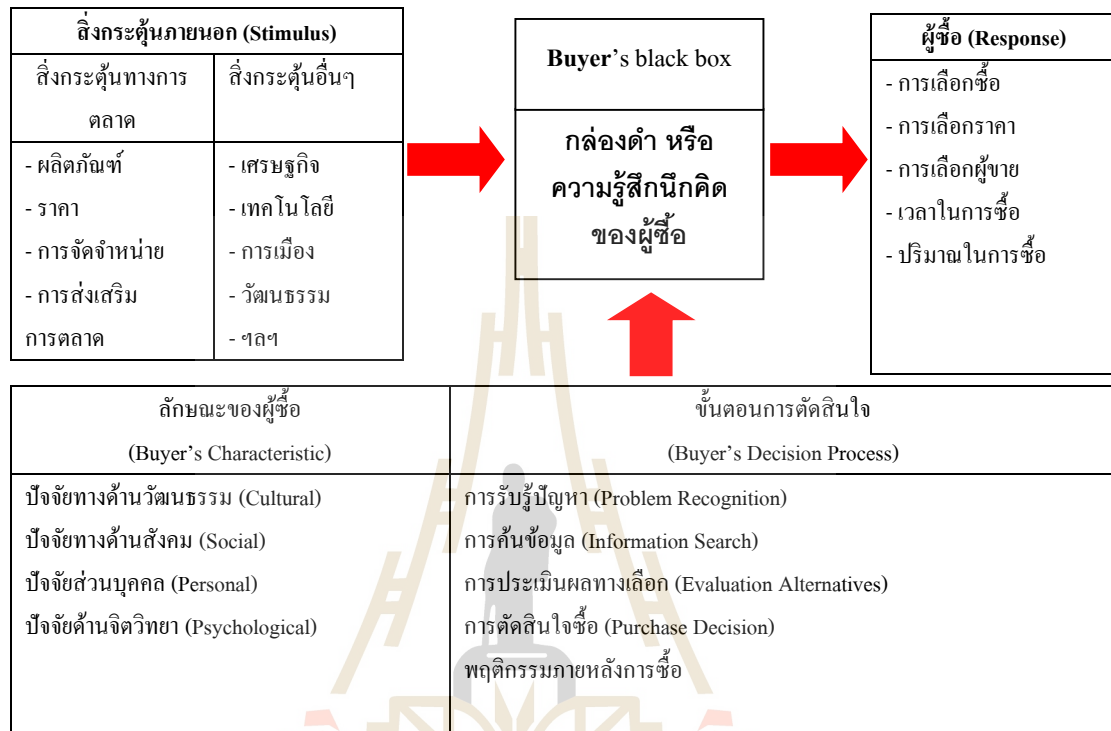 สิ่งกระตุ้นภายนอก (Stimulus)
สิ่งกระตุ้นทางการ
ตลาด
สิ่งกระตุ้นอื่นๆ
- ผลิตภัณฑ์
- ราคา
- การจัดจำหน่าย
- การส่งเสริม
การตลาด
- เศรษฐกิจ
- เทคโนโลยี
- การเมือง
- วัฒนธรรม
- ฯลฯ
Buyer's black box
กล่องดำ หรือ
ความรู้สึกนึกคิด
ของผู้ซื้อ
ผู้ซื้อ (Response)
- การเลือกซื้อ
- การเลือกราคา
- การเลือกผู้ขาย
- เวลาในการซื้อ
- ปริมาณในการซื้อ
ลักษณะของผู้ซื้อ
(Buyer's Characteristic)
ปัจจัยทางด้านวัฒนธรรม (Cultural)
ปัจจัยทางด้านสังคม (Social)
ปัจจัยส่วนบุคคล (Personal)
ปัจจัยด้านจิตวิทยา (Psychological)
ขั้นตอนการตัดสินใจ
(Buyer's Decision Process)
การรับรู้ปัญหา (Problem Recognition)
การค้นข้อมูล (Information Search)
การประเมินผลทางเลือก (Evaluation Alternatives)
การตัดสินใจซื้อ (Purchase Decision)
พฤติกรรมภายหลังการซื้อ